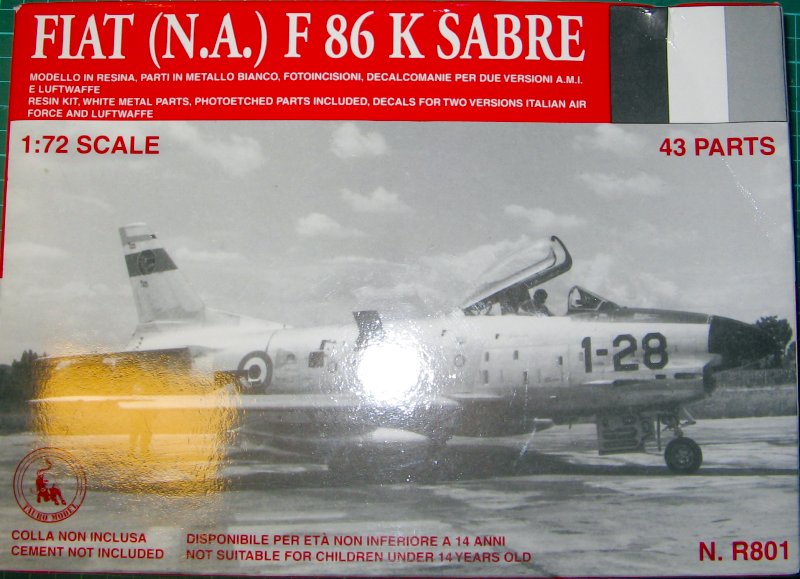 FIAT (N.A.) F 86 K SABRE
MODELLO IN RESINA, PARTI IN METALLO BIANCO, FOTOINCISIONI, DECALCOMANIE PER DUE VERSIONI A.M.I.
E LUFTWAFFE
RESIN KIT, WHITE METAL PARTS, PHOTOETCHED PARTS INCLUDED, DECALS FOR TWO VERSIONS ITALIAN AIR
FORCE AND LUFTWAFFE
1:72 SCALE
43 PARTS
1-28
TAURO MODEL
COLLA NON INCLUSA
CEMENT NOT INCLUDED
DISPONIBILE PER ETÀ NON INFERIORE A 14 ANNI
NOT SUITABLE FOR CHILDREN UNDER 14 YEARS OLD
N. R801